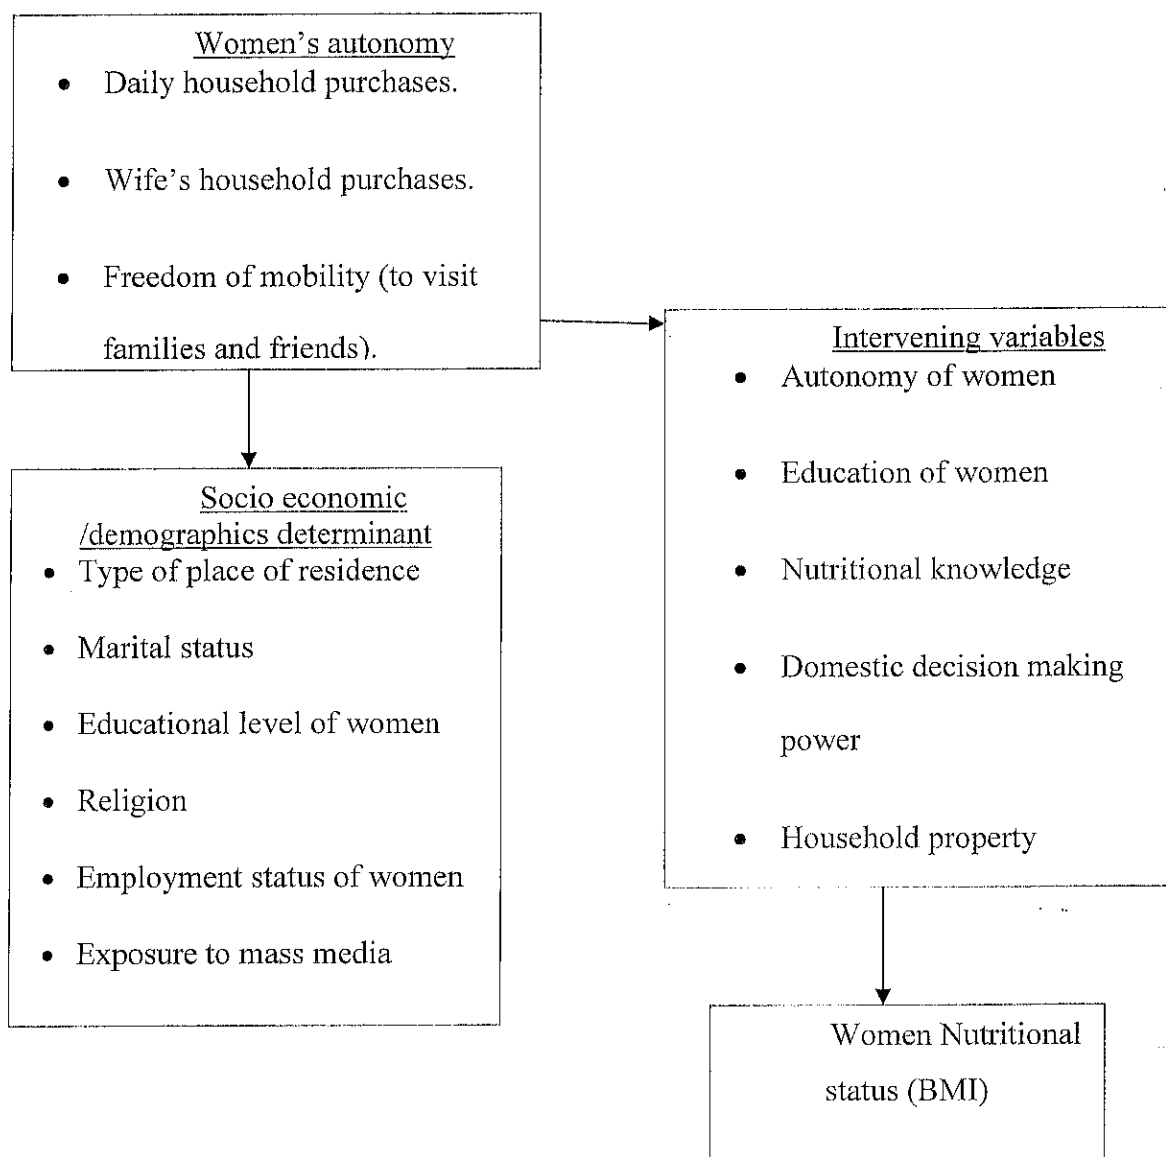 Women's autonomy
• Daily household purchases.
• Wife's household purchases.
• Freedom of mobility (to visit
families and friends).
Socio economic
/demographics determinant
• Type of place of residence
• Marital status
• Educational level of women
• Religion
• Employment status of women
• Exposure to mass media
Intervening variables
• Autonomy of women
• Education of women
• Nutritional knowledge
• Domestic decision making
power
• Household property
Women Nutritional
status (BMI)